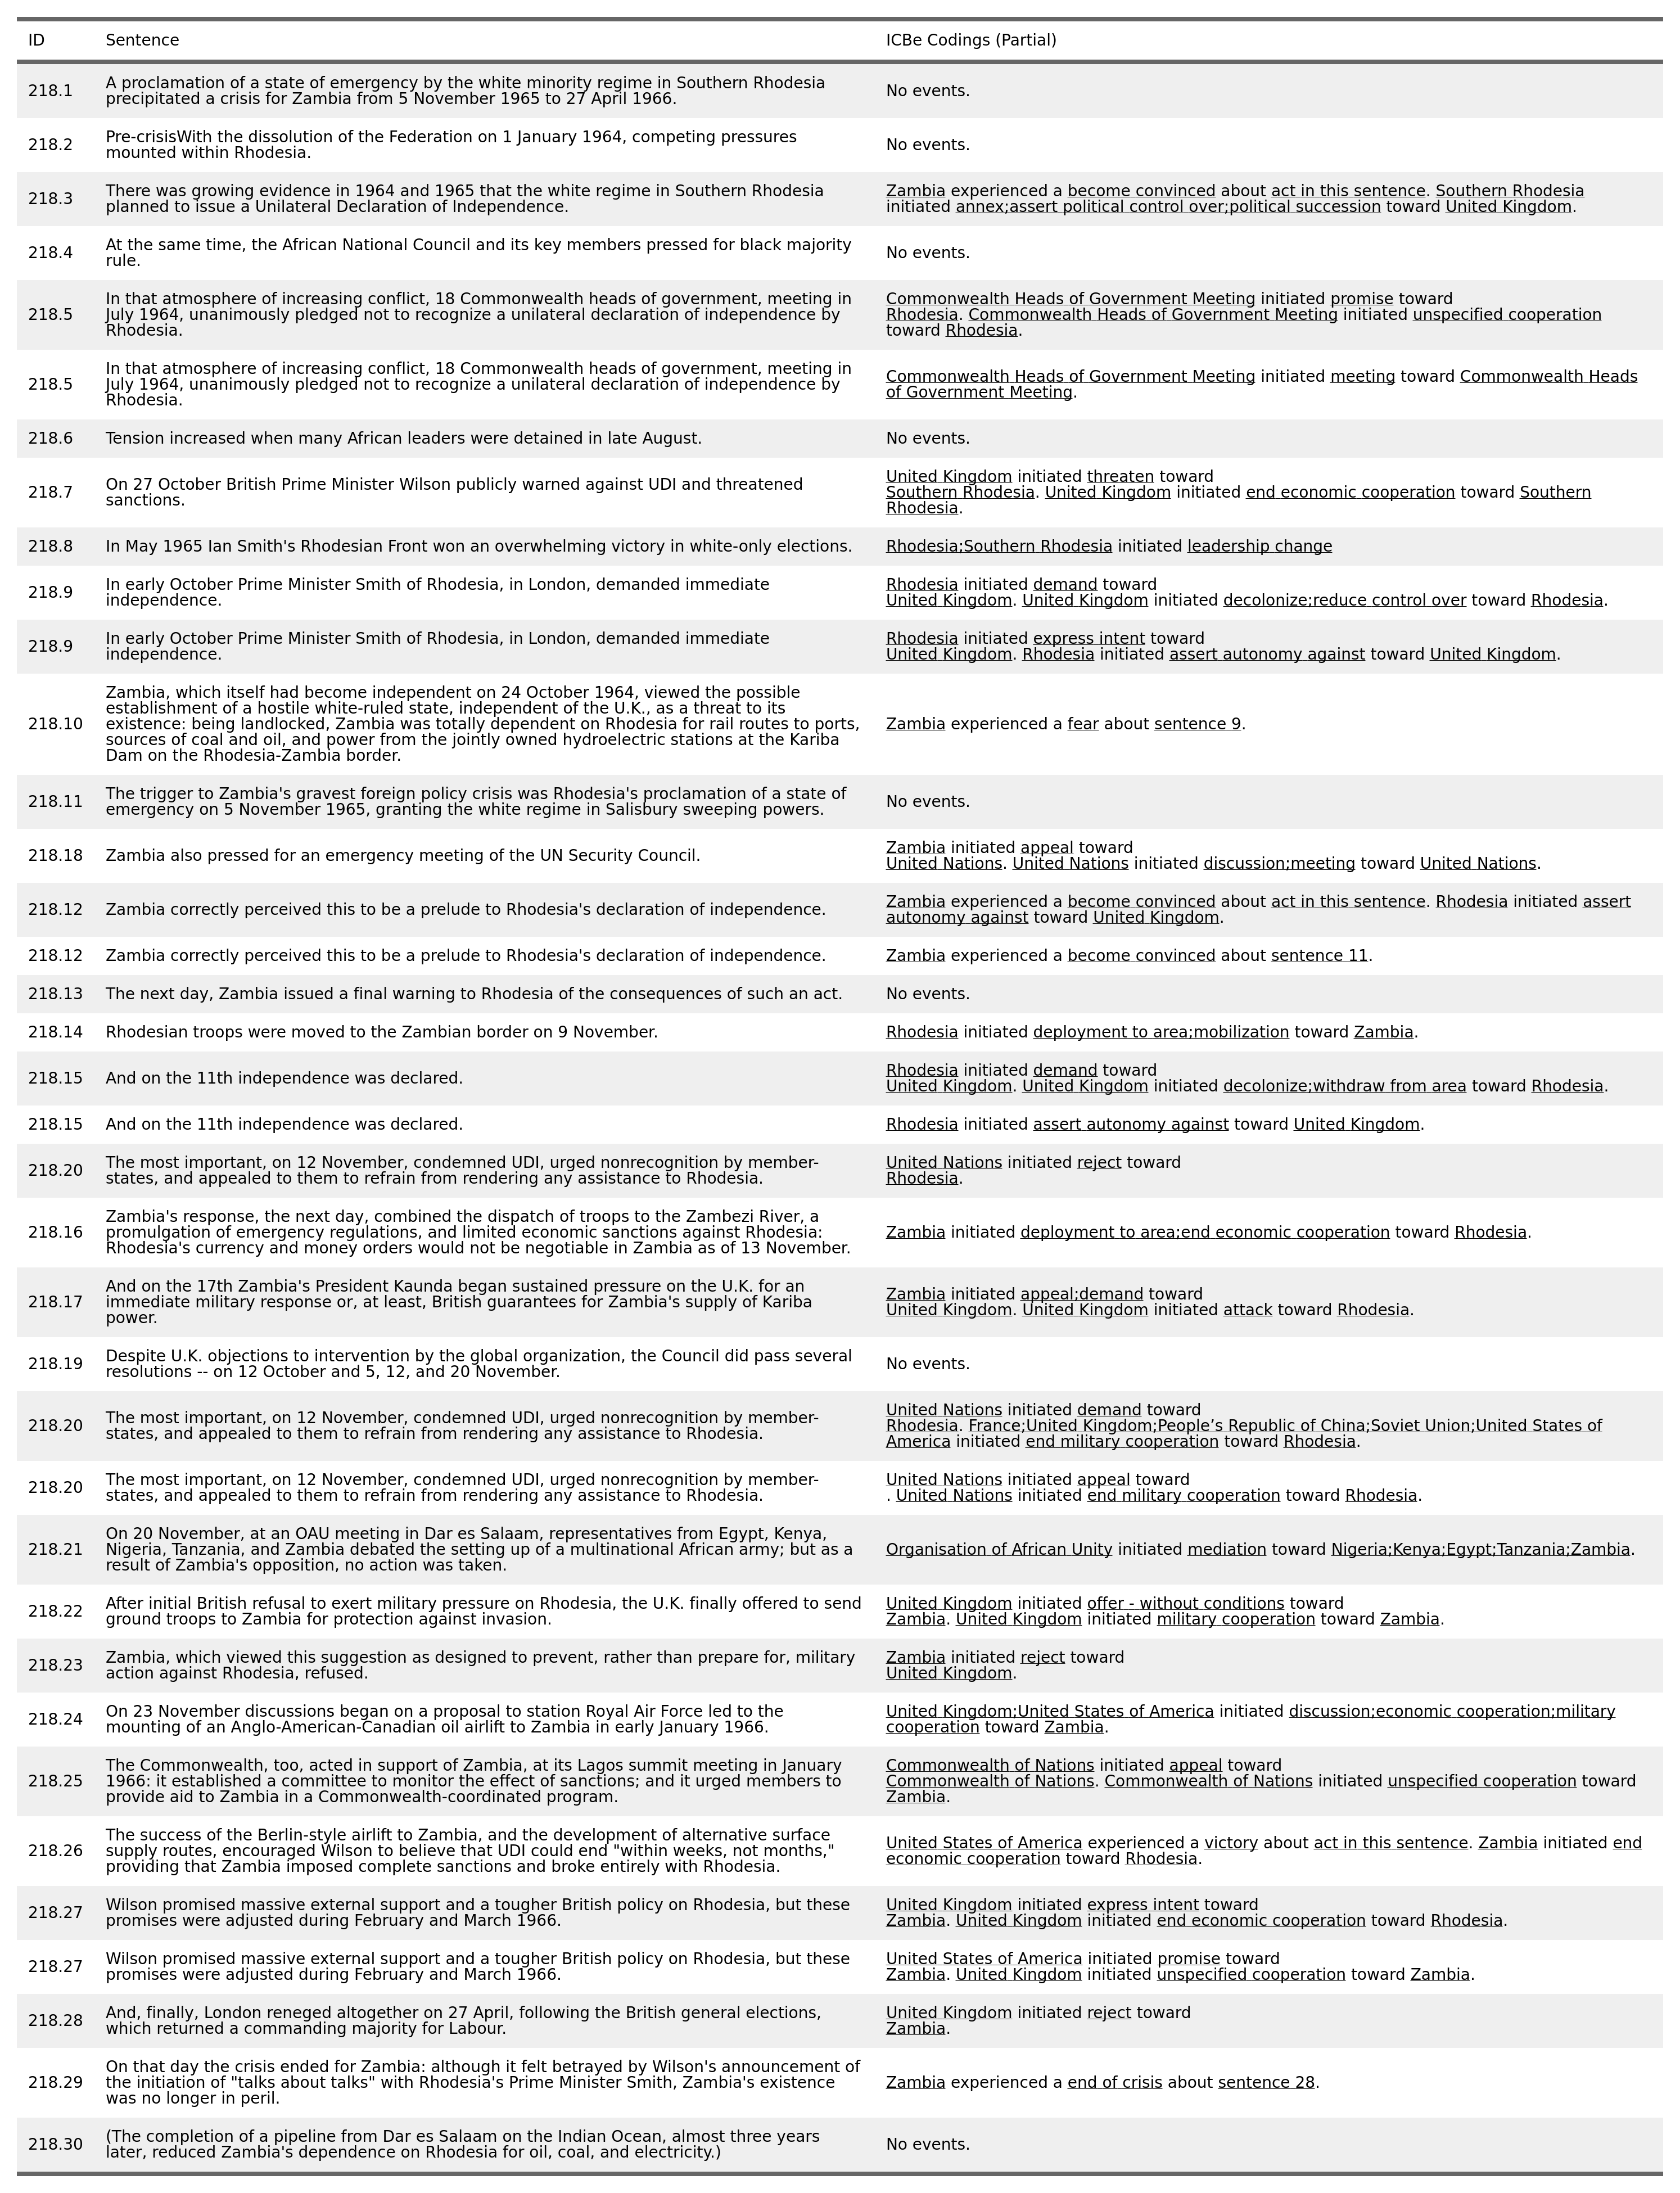 ID Sentence ICBe Codings (Partial)
218.1 A proclamation of a state of emergency by the white minority regime in Southern Rhodesia
precipitated a crisis for Zambia from 5 November 1965 to 27 April 1966. No events.
218.2 Pre-crisisWith the dissolution of the Federation on 1 January 1964, competing pressures
mounted within Rhodesia. No events.
218.3 There was growing evidence in 1964 and 1965 that the white regime in Southern Rhodesia
planned to issue a Unilateral Declaration of Independence.
Zambia experienced a become convinced about act in this sentence. Southern Rhodesia
initiated annex;assert political control over;political succession toward United Kingdom.
218.4 At the same time, the African National Council and its key members pressed for black majority
rule. No events.
218.5 In that atmosphere of increasing conflict, 18 Commonwealth heads of government, meeting in
July 1964, unanimously pledged not to recognize a unilateral declaration of independence by
Rhodesia.
Commonwealth Heads of Government Meeting initiated promise toward
Rhodesia. Commonwealth Heads of Government Meeting initiated unspecified cooperation
toward Rhodesia.
218.5 In that atmosphere of increasing conflict, 18 Commonwealth heads of government, meeting in
July 1964, unanimously pledged not to recognize a unilateral declaration of independence by
Rhodesia.
Commonwealth Heads of Government Meeting initiated meeting toward Commonwealth Heads
of Government Meeting.
218.6 Tension increased when many African leaders were detained in late August. No events.
218.7 On 27 October British Prime Minister Wilson publicly warned against UDI and threatened
sanctions.
United Kingdom initiated threaten toward
Southern Rhodesia. United Kingdom initiated end economic cooperation toward Southern
Rhodesia.
218.8 In May 1965 Ian Smith's Rhodesian Front won an overwhelming victory in white-only elections. Rhodesia;Southern Rhodesia initiated leadership change
218.9 In early October Prime Minister Smith of Rhodesia, in London, demanded immediate
independence.
Rhodesia initiated demand toward
United Kingdom. United Kingdom initiated decolonize;reduce control over toward Rhodesia.
218.9 In early October Prime Minister Smith of Rhodesia, in London, demanded immediate
independence.
Rhodesia initiated express intent toward
United Kingdom. Rhodesia initiated assert autonomy against toward United Kingdom.
218.10 Zambia, which itself had become independent on 24 October 1964, viewed the possible
establishment of a hostile white-ruled state, independent of the U.K., as a threat to its
existence: being landlocked, Zambia was totally dependent on Rhodesia for rail routes to ports,
sources of coal and oil, and power from the jointly owned hydroelectric stations at the Kariba
Dam on the Rhodesia-Zambia border.
Zambia experienced a fear about sentence 9.
218.11 The trigger to Zambia's gravest foreign policy crisis was Rhodesia's proclamation of a state of
emergency on 5 November 1965, granting the white regime in Salisbury sweeping powers. No events.
218.18 Zambia also pressed for an emergency meeting of the UN Security Council.
Zambia initiated appeal toward
United Nations. United Nations initiated discussion;meeting toward United Nations.
218.12 Zambia correctly perceived this to be a prelude to Rhodesia's declaration of independence.
Zambia experienced a become convinced about act in this sentence. Rhodesia initiated assert
autonomy against toward United Kingdom.
218.12 Zambia correctly perceived this to be a prelude to Rhodesia's declaration of independence. Zambia experienced a become convinced about sentence 11.
218.13 The next day, Zambia issued a final warning to Rhodesia of the consequences of such an act. No events.
218.14 Rhodesian troops were moved to the Zambian border on 9 November. Rhodesia initiated deployment to area;mobilization toward Zambia.
218.15 And on the 11th independence was declared.
Rhodesia initiated demand toward
United Kingdom. United Kingdom initiated decolonize;withdraw from area toward Rhodesia.
218.15 And on the 11th independence was declared. Rhodesia initiated assert autonomy against toward United Kingdom.
218.20 The most important, on 12 November, condemned UDI, urged nonrecognition by member-
states, and appealed to them to refrain from rendering any assistance to Rhodesia.
United Nations initiated reject toward
Rhodesia.
218.16 Zambia's response, the next day, combined the dispatch of troops to the Zambezi River, a
promulgation of emergency regulations, and limited economic sanctions against Rhodesia:
Rhodesia's currency and money orders would not be negotiable in Zambia as of 13 November.
Zambia initiated deployment to area;end economic cooperation toward Rhodesia.
218.17 And on the 17th Zambia's President Kaunda began sustained pressure on the U.K. for an
immediate military response or, at least, British guarantees for Zambia's supply of Kariba
power.
Zambia initiated appeal;demand toward
United Kingdom. United Kingdom initiated attack toward Rhodesia.
218.19 Despite U.K. objections to intervention by the global organization, the Council did pass several
resolutions -- on 12 October and 5, 12, and 20 November. No events.
218.20 The most important, on 12 November, condemned UDI, urged nonrecognition by member-
states, and appealed to them to refrain from rendering any assistance to Rhodesia.
United Nations initiated demand toward
Rhodesia. France;United Kingdom;People’s Republic of China;Soviet Union;United States of
America initiated end military cooperation toward Rhodesia.
218.20 The most important, on 12 November, condemned UDI, urged nonrecognition by member-
states, and appealed to them to refrain from rendering any assistance to Rhodesia.
United Nations initiated appeal toward
. United Nations initiated end military cooperation toward Rhodesia.
218.21 On 20 November, at an OAU meeting in Dar es Salaam, representatives from Egypt, Kenya,
Nigeria, Tanzania, and Zambia debated the setting up of a multinational African army; but as a
result of Zambia's opposition, no action was taken.
Organisation of African Unity initiated mediation toward Nigeria;Kenya;Egypt;Tanzania;Zambia.
218.22 After initial British refusal to exert military pressure on Rhodesia, the U.K. finally offered to send
ground troops to Zambia for protection against invasion.
United Kingdom initiated offer - without conditions toward
Zambia. United Kingdom initiated military cooperation toward Zambia.
218.23 Zambia, which viewed this suggestion as designed to prevent, rather than prepare for, military
action against Rhodesia, refused.
Zambia initiated reject toward
United Kingdom.
218.24 On 23 November discussions began on a proposal to station Royal Air Force led to the
mounting of an Anglo-American-Canadian oil airlift to Zambia in early January 1966.
United Kingdom;United States of America initiated discussion;economic cooperation;military
cooperation toward Zambia.
218.25 The Commonwealth, too, acted in support of Zambia, at its Lagos summit meeting in January
1966: it established a committee to monitor the effect of sanctions; and it urged members to
provide aid to Zambia in a Commonwealth-coordinated program.
Commonwealth of Nations initiated appeal toward
Commonwealth of Nations. Commonwealth of Nations initiated unspecified cooperation toward
Zambia.
218.26 The success of the Berlin-style airlift to Zambia, and the development of alternative surface
supply routes, encouraged Wilson to believe that UDI could end "within weeks, not months,"
providing that Zambia imposed complete sanctions and broke entirely with Rhodesia.
United States of America experienced a victory about act in this sentence. Zambia initiated end
economic cooperation toward Rhodesia.
218.27 Wilson promised massive external support and a tougher British policy on Rhodesia, but these
promises were adjusted during February and March 1966.
United Kingdom initiated express intent toward
Zambia. United Kingdom initiated end economic cooperation toward Rhodesia.
218.27 Wilson promised massive external support and a tougher British policy on Rhodesia, but these
promises were adjusted during February and March 1966.
United States of America initiated promise toward
Zambia. United Kingdom initiated unspecified cooperation toward Zambia.
218.28 And, finally, London reneged altogether on 27 April, following the British general elections,
which returned a commanding majority for Labour.
United Kingdom initiated reject toward
Zambia.
218.29 On that day the crisis ended for Zambia: although it felt betrayed by Wilson's announcement of
the initiation of "talks about talks" with Rhodesia's Prime Minister Smith, Zambia's existence
was no longer in peril.
Zambia experienced a end of crisis about sentence 28.
218.30 (The completion of a pipeline from Dar es Salaam on the Indian Ocean, almost three years
later, reduced Zambia's dependence on Rhodesia for oil, coal, and electricity.) No events.